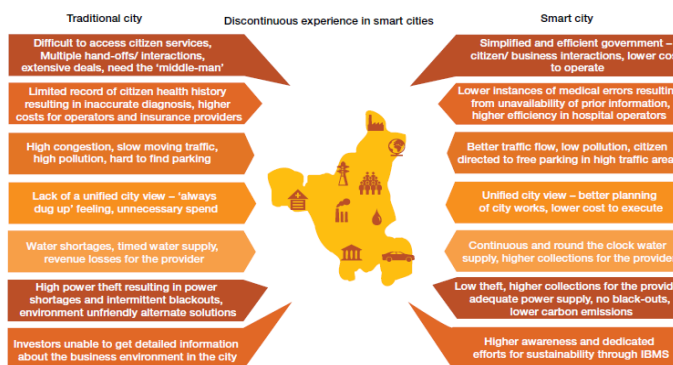 Traditional city
Discontinuous experience in smart cities
Smart city
Difficult to access citizen services,
Multiple hand-offs/ interactions,
extensive deals, need the ‘middle-man’
Simplified and efficient government –
citizen/ business interactions, lower cos
to operate
Limited record of citizen health history
resulting in inaccurate diagnosis, higher
costs for operators and insurance providers
Lower instances of medical errors resultin
from unavailability of prior information,
higher efficiency in hospital operators
High congestion, slow moving traffic,
high pollution, hard to find parking
Better traffic flow, low pollution, citizen
directed to free parking in high traffic area
Lack of a unified city view – ‘always
dug up’ feeling, unnecessary spend
Unified city view – better planning
of city works, lower cost to execute
Water shortages, timed water supply,
revenue losses for the provider
Continuous and round the clock water
supply, higher collections for the provide
High power theft resulting in power
shortages and intermittent blackouts,
environment unfriendly alternate solutions
Low theft, higher collections for the provid
adequate power supply, no black-outs,
lower carbon emissions
Investors unable to get detailed information
about the business environment in the city
Higher awareness and dedicated
efforts for sustainability through IBMS